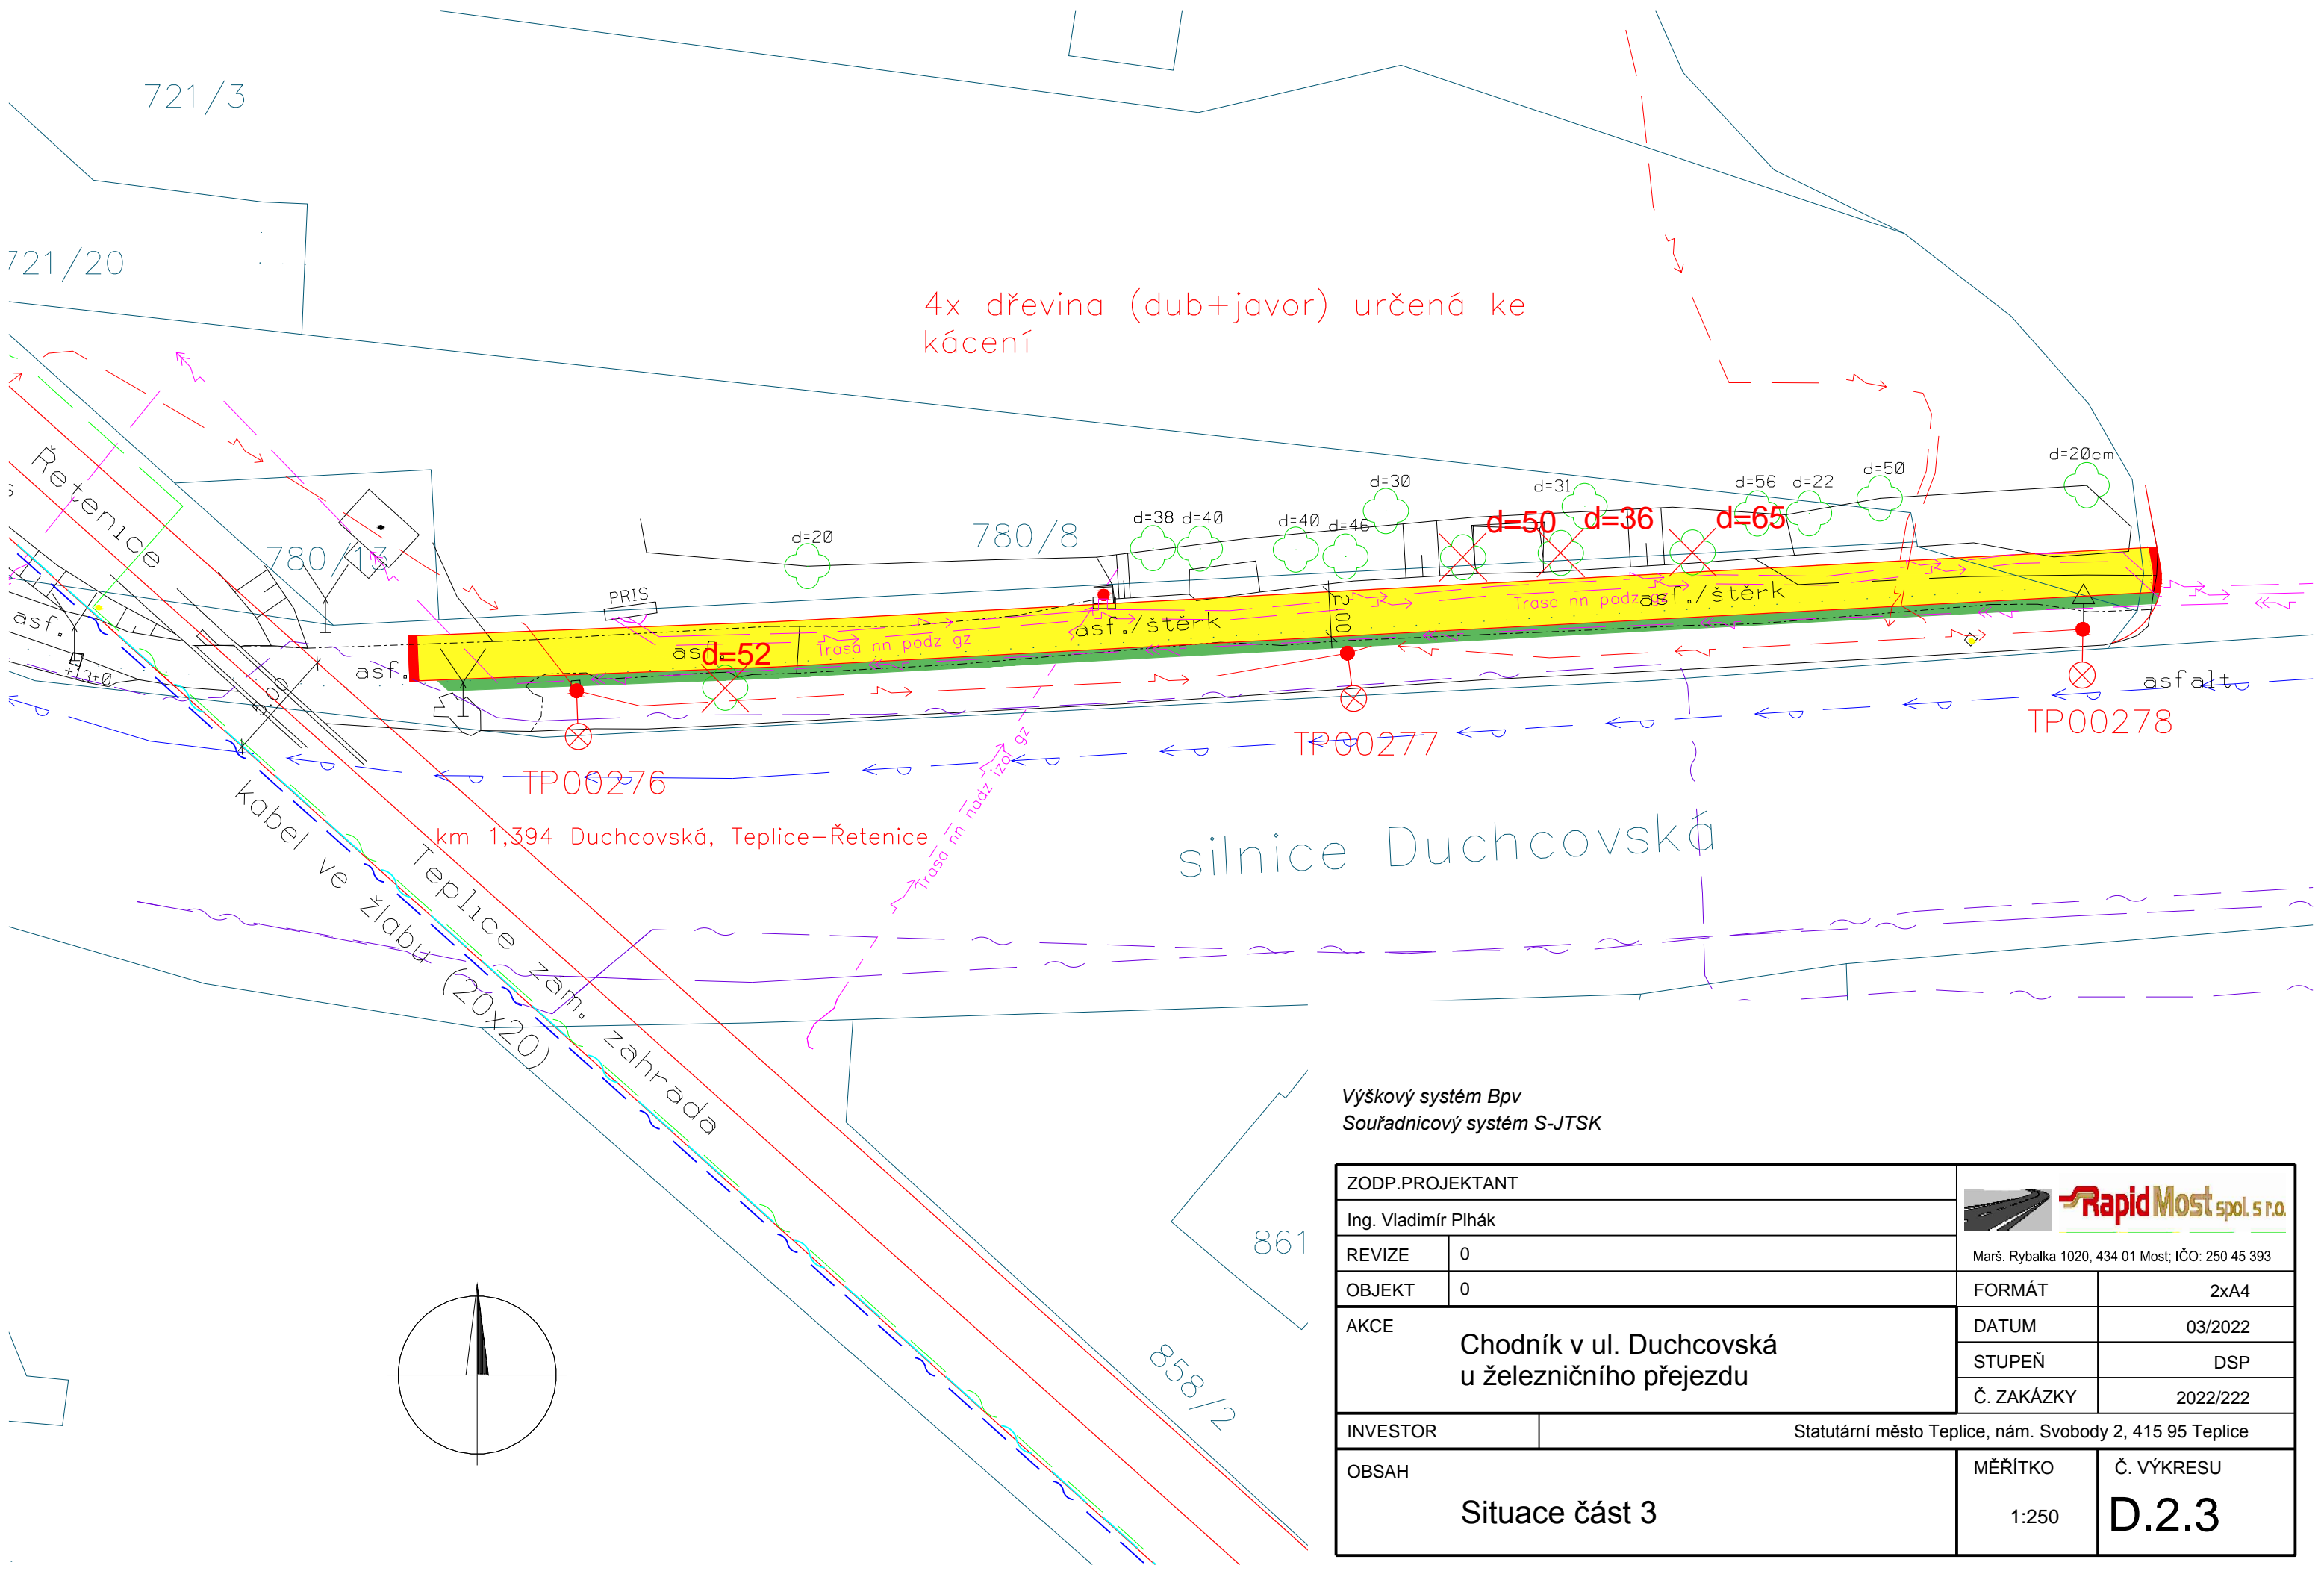 721/3
721/20
4x dřevina (dub+javor) určená ke
kácení
Řetenice
780/13
780/8
PRIS
d=20
d=38
d=40
d=40
d=46
d=30
d=31
d=50
d=36
d=65
d=56
d=22
d=50
d=20cm
d=52
asf.
asf.
asf.
asf./štěrk
asf./štěrk
2,00
Trasa nn podz gz
Trasa nn podz gz
Trasa nn nadz izol gz
5.00
asfalt
TP00276
TP00277
TP00278
km 1,394 Duchcovská, Teplice-Řetenice
silnice Duchcovská
kabel ve žlabu (20x20)
Teplice zám. zahrada
861
858/2
Výškový systém Bpv
Souřadnicový systém S-JTSK
ZODP.PROJEKTANT
Ing. Vladimír Plhák
REVIZE 0
OBJEKT 0
RapidMost spol. s r.o.
Marš. Rybalka 1020, 434 01 Most; IČO: 250 45 393
FORMÁT 2xA4
AKCE
Chodník v ul. Duchcovská
u železničního přejezdu
DATUM 03/2022
STUPEŇ DSP
Č. ZAKÁZKY 2022/222
INVESTOR Statutární město Teplice, nám. Svobody 2, 415 95 Teplice
OBSAH
Situace část 3
MĚŘÍTKO
1:250
Č. VÝKRESU
D.2.3